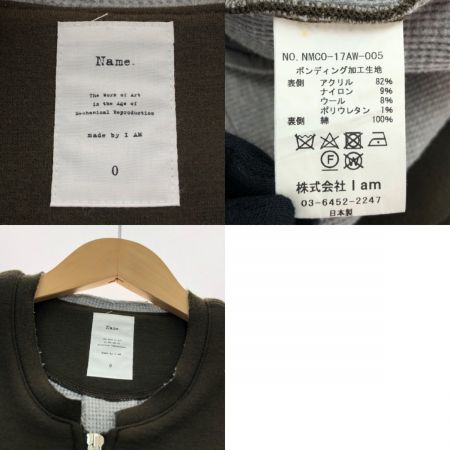 Name.
The Work of Art
in the Age of
Mechanical Reproduction
made by I AM
0
NO. NMCO-17AW-005
ボンディング加工生地
表側 アクリル 82%
ナイロン 9%
ウール 8%
ポリウレタン 1%
裏側 綿 100%
株式会社 I am
03-6452-2247
日本製
Name.
made by I AM
0